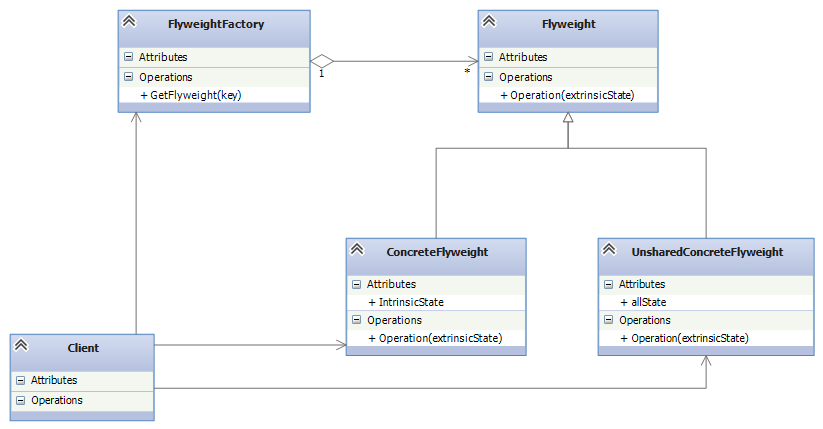 FlyweightFactory
Attributes
Operations
+ GetFlyweight(key)
1
*
Flyweight
Attributes
Operations
+ Operation(extrinsicState)
ConcreteFlyweight
Attributes
+ IntrinsicState
Operations
+ Operation(extrinsicState)
UnsharedConcreteFlyweight
Attributes
+ allState
Operations
+ Operation(extrinsicState)
Client
Attributes
Operations